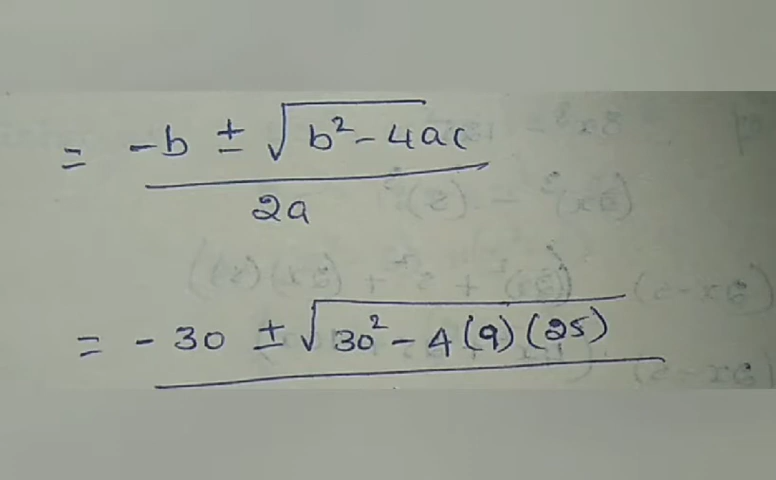 = -b ± √b² - 4ac
2a
= -30 ± √30² - 4(9)(25)